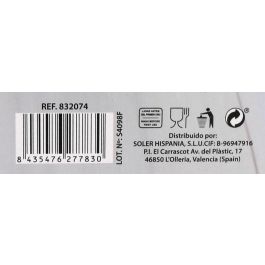 REF. 832074
8 435476 277830
LOT. Nº: S4098F
Distribuido por:
SOLER HISPANIA, S.L.U.CIF: B-96947916
P.I. El Carrascot Av. del Plàstic, 17
46850 L'Olleria, Valencia (Spain)